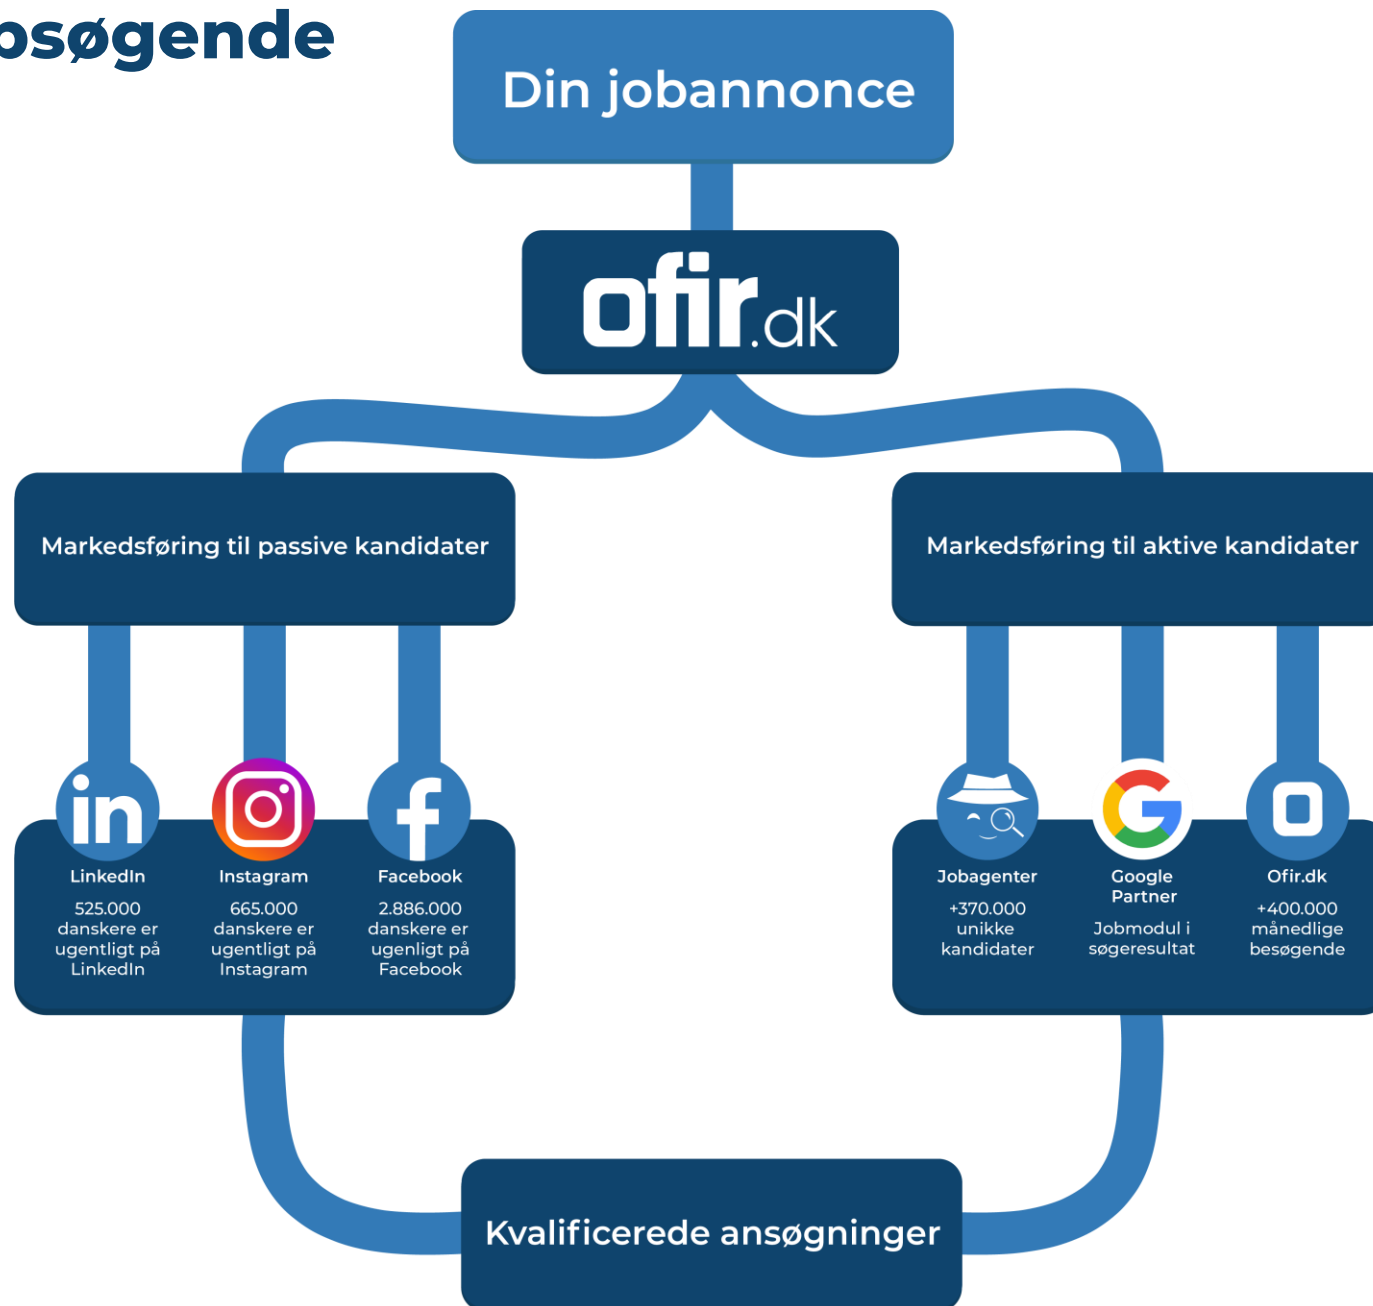 bsøgende
Din jobannonce
ofir.dk
Markedsføring til passive kandidater
Markedsføring til aktive kandidater
LinkedIn
525.000
danskere er
ugentligt på
LinkedIn
Instagram
665.000
danskere er
ugentligt på
Instagram
Facebook
2.886.000
danskere er
ugenligt på
Facebook
Jobagenter
+370.000
unikke
kandidater
Google
Partner
Jobmodul i
søgeresultat
Ofir.dk
+400.000
månedlige
besøgende
Kvalificerede ansøgninger